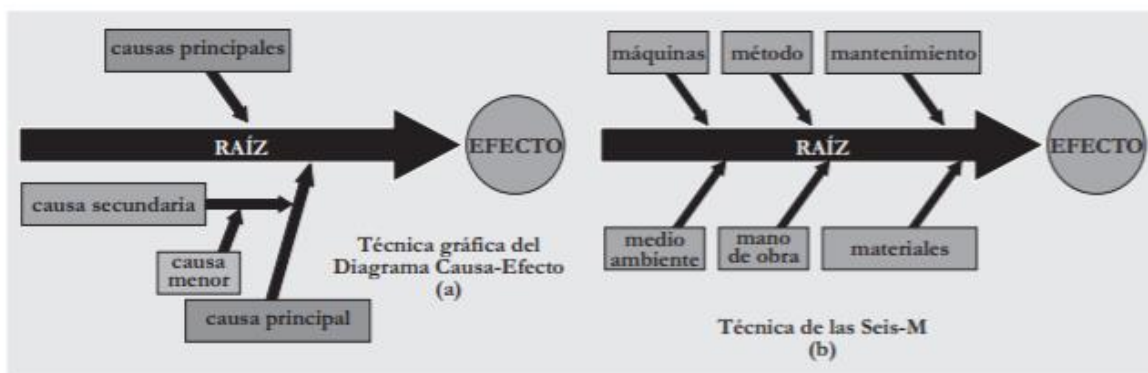 causas principales
RAÍZ
EFECTO
causa secundaria
causa
menor
causa principal
Técnica gráfica del
Diagrama Causa-Efecto
(a)
máquinas
método
mantenimiento
RAÍZ
EFECTO
medio
ambiente
mano
de obra
materiales
Técnica de las Seis-M
(b)